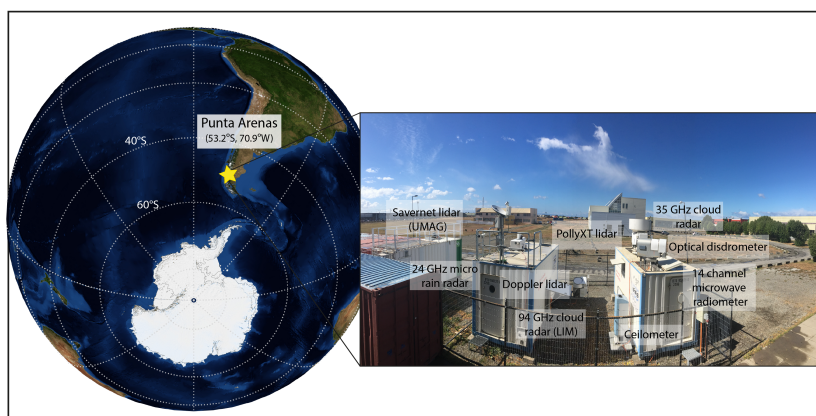 Punta Arenas
(53.2°S, 70.9°W)
40°S
60°S
Savernet lidar
(UMAG)
35 GHz cloud
radar
PollyXT lidar
Optical disdrometer
24 GHz micro
rain radar
Doppler lidar
14 channel
microwave
radiometer
94 GHz cloud
radar (LIM)
Ceilometer